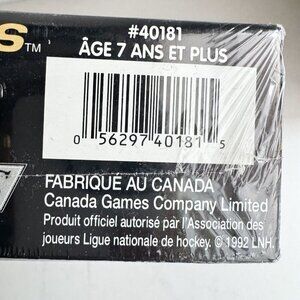 S™
#40181
ÂGE 7 ANS ET PLUS
0 56297 40181 5
FABRIQUE AU CANADA
Canada Games Company Limited
Produit officiel autorisé par l'Association des
joueurs Ligue nationale de hockey. © 1992 LNH.